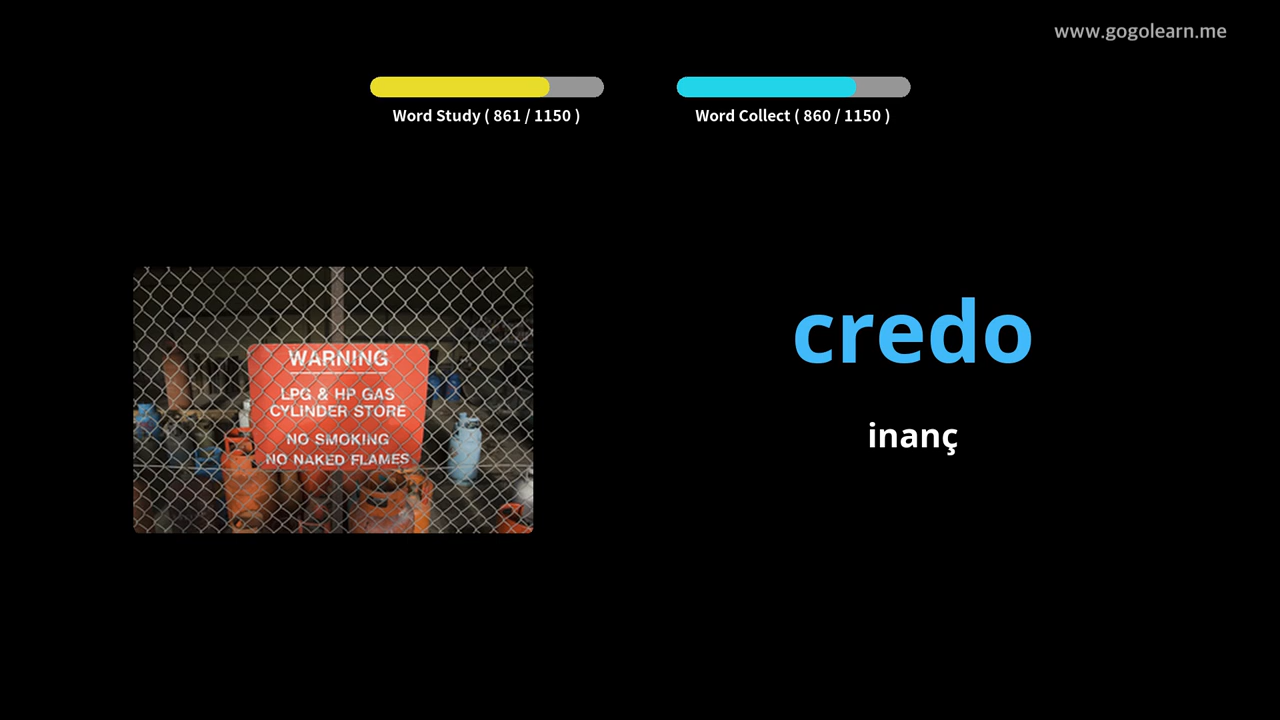 www.gogolearn.me
Word Study ( 861 / 1150 )
Word Collect ( 860 / 1150 )
WARNING
LPG & HP GAS
CYLINDER STORE
NO SMOKING
NO NAKED FLAMES
credo
inanç